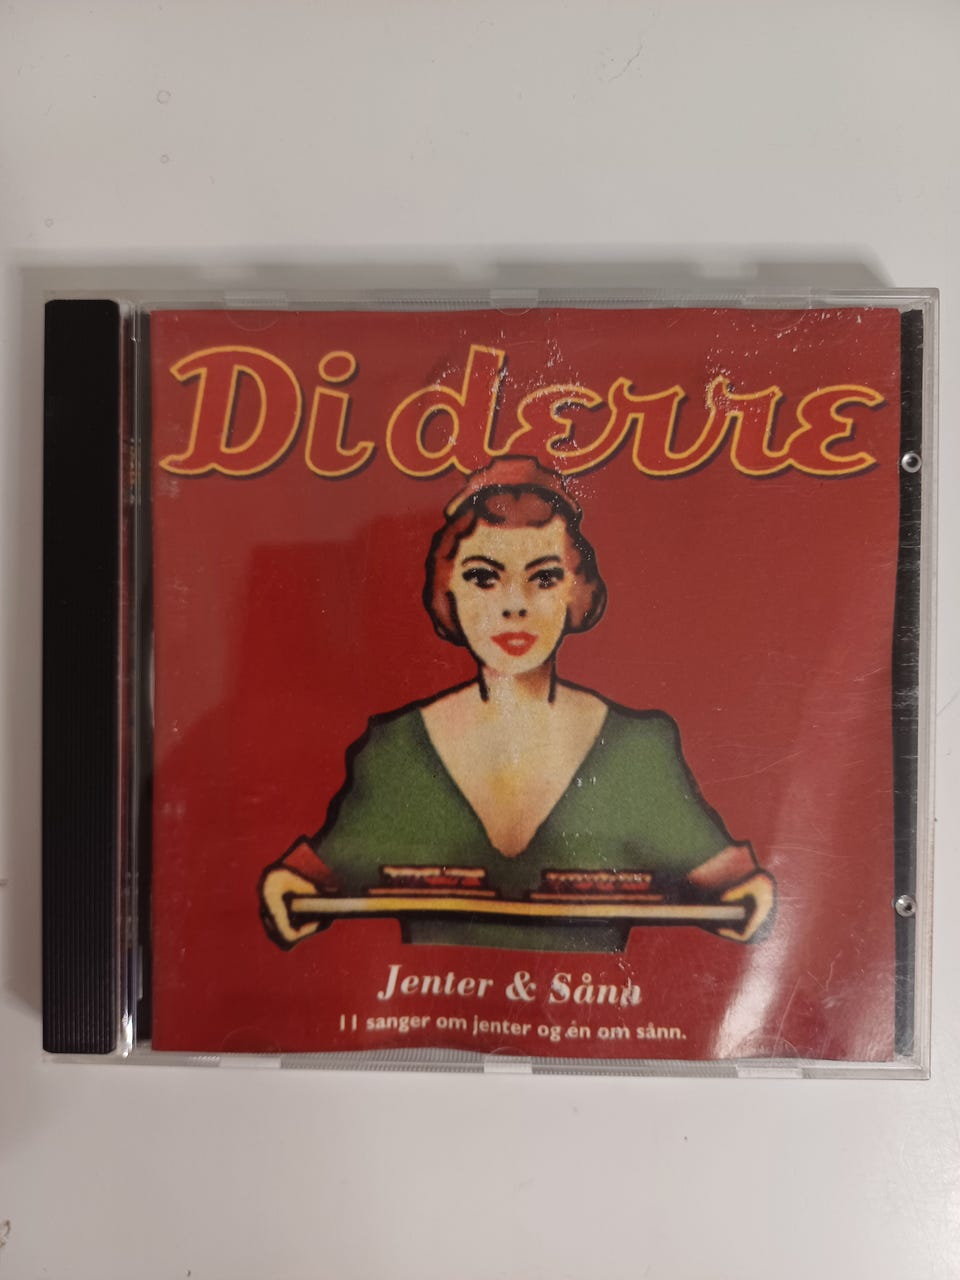 Di derre
Jenter & Sånn
11 sanger om jenter og én om sånn.